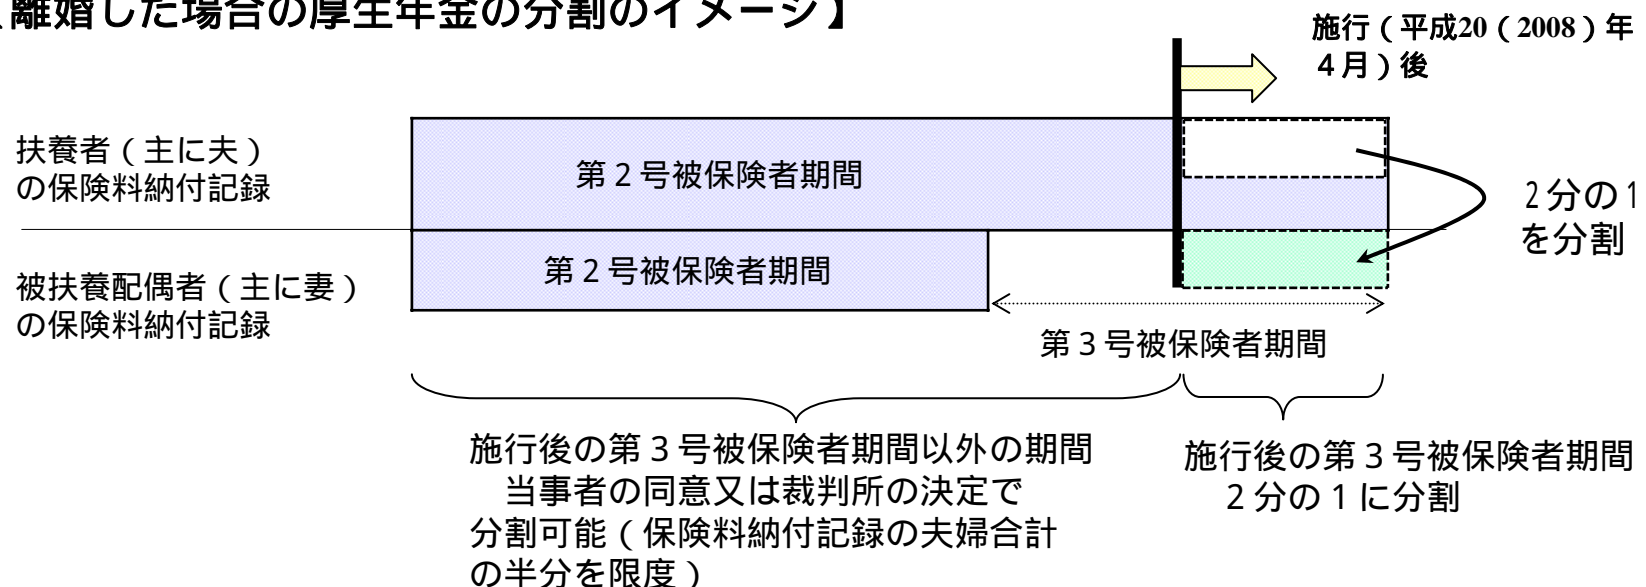 離婚した場合の厚生年金の分割のイメージ】
施行（平成20（2008）年
４月）後
扶養者（主に夫）
の保険料納付記録
第２号被保険者期間
２分の１
を分割
被扶養配偶者（主に妻）
の保険料納付記録
第２号被保険者期間
第３号被保険者期間
施行後の第３号被保険者期間以外の期間
当事者の同意又は裁判所の決定で
分割可能（保険料納付記録の夫婦合計
の半分を限度）
施行後の第３号被保険者期間
２分の１に分割